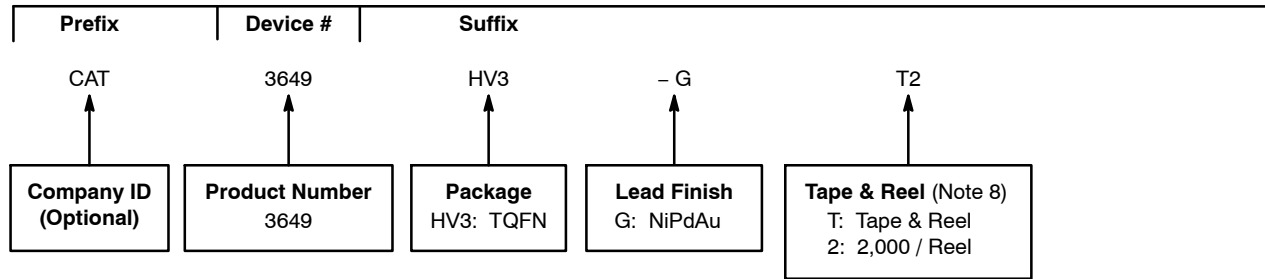 Prefix Device # Suffix
CAT 3649 HV3 – G T2
Company ID
(Optional)
Product Number
3649
Package
HV3: TQFN
Lead Finish
G: NiPdAu
Tape & Reel (Note 8)
T: Tape & Reel
2: 2,000 / Reel